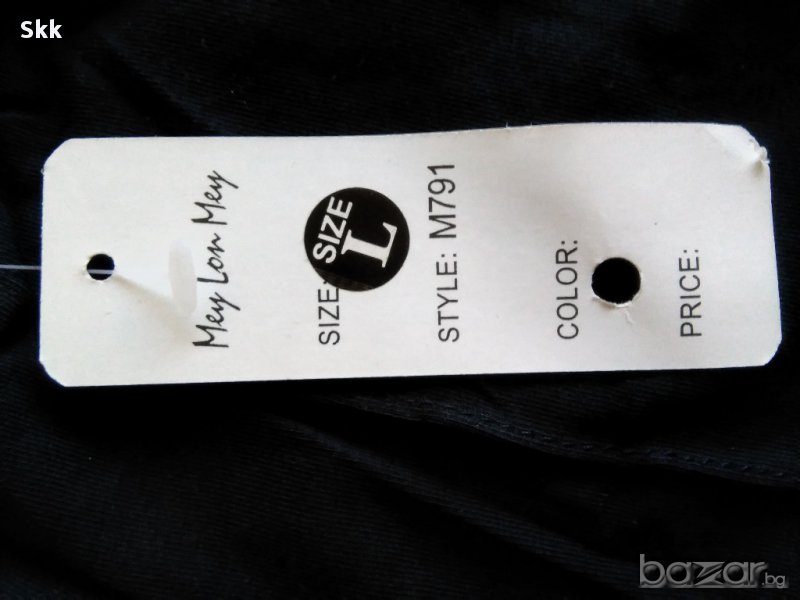 Skk
Mey Lon Mey
SIZE:
SIZE
L
STYLE: M791
COLOR:
PRICE:
bazar.bg